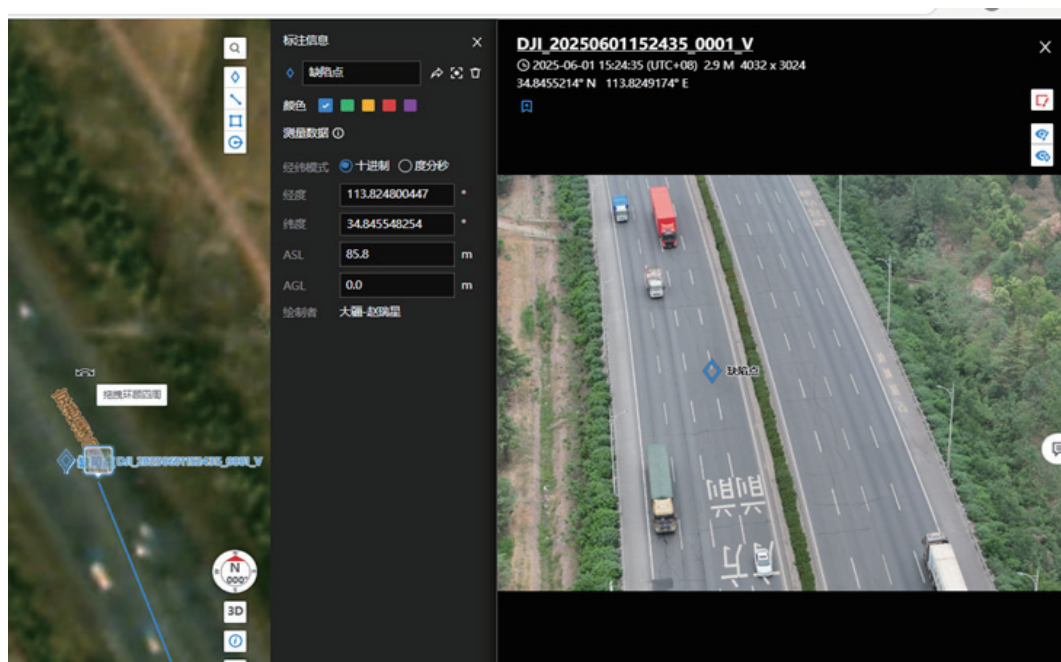 标注信息
缺陷点
颜色
测量数据
经纬模式 十进制 度分秒
经度 113.824800447 °
纬度 34.845548254 °
ASL 85.8 m
AGL 0.0 m
绘制者 大疆-赵瑞星
拖拽环顾四周
DJI_20250601152435_0001_V
N
000°
3D
DJI_20250601152435_0001_V
2025-06-01 15:24:35 (UTC+08) 2.9 M 4032 x 3024
34.8455214° N 113.8249174° E
缺陷点